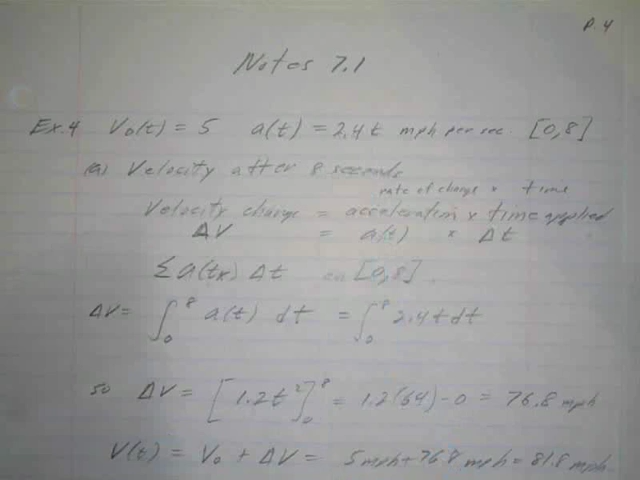 P. 4
Notes 7.1
Ex. 4 V₀(t) = 5 a(t) = 2.4t mph per sec. [0,8]
(a) Velocity after 8 seconds
rate of change × time
Velocity change = acceleration × time applied
ΔV = a(t) × Δt
Σ a(tₖ) Δt on [0,8].
ΔV = ∫₀⁸ a(t) dt = ∫₀⁸ 2.4t dt
so ΔV = [1.2t²]₀⁸ = 1.2(64) - 0 = 76.8 mph
V(t) = V₀ + ΔV = 5 mph + 76.8 mph = 81.8 mph.